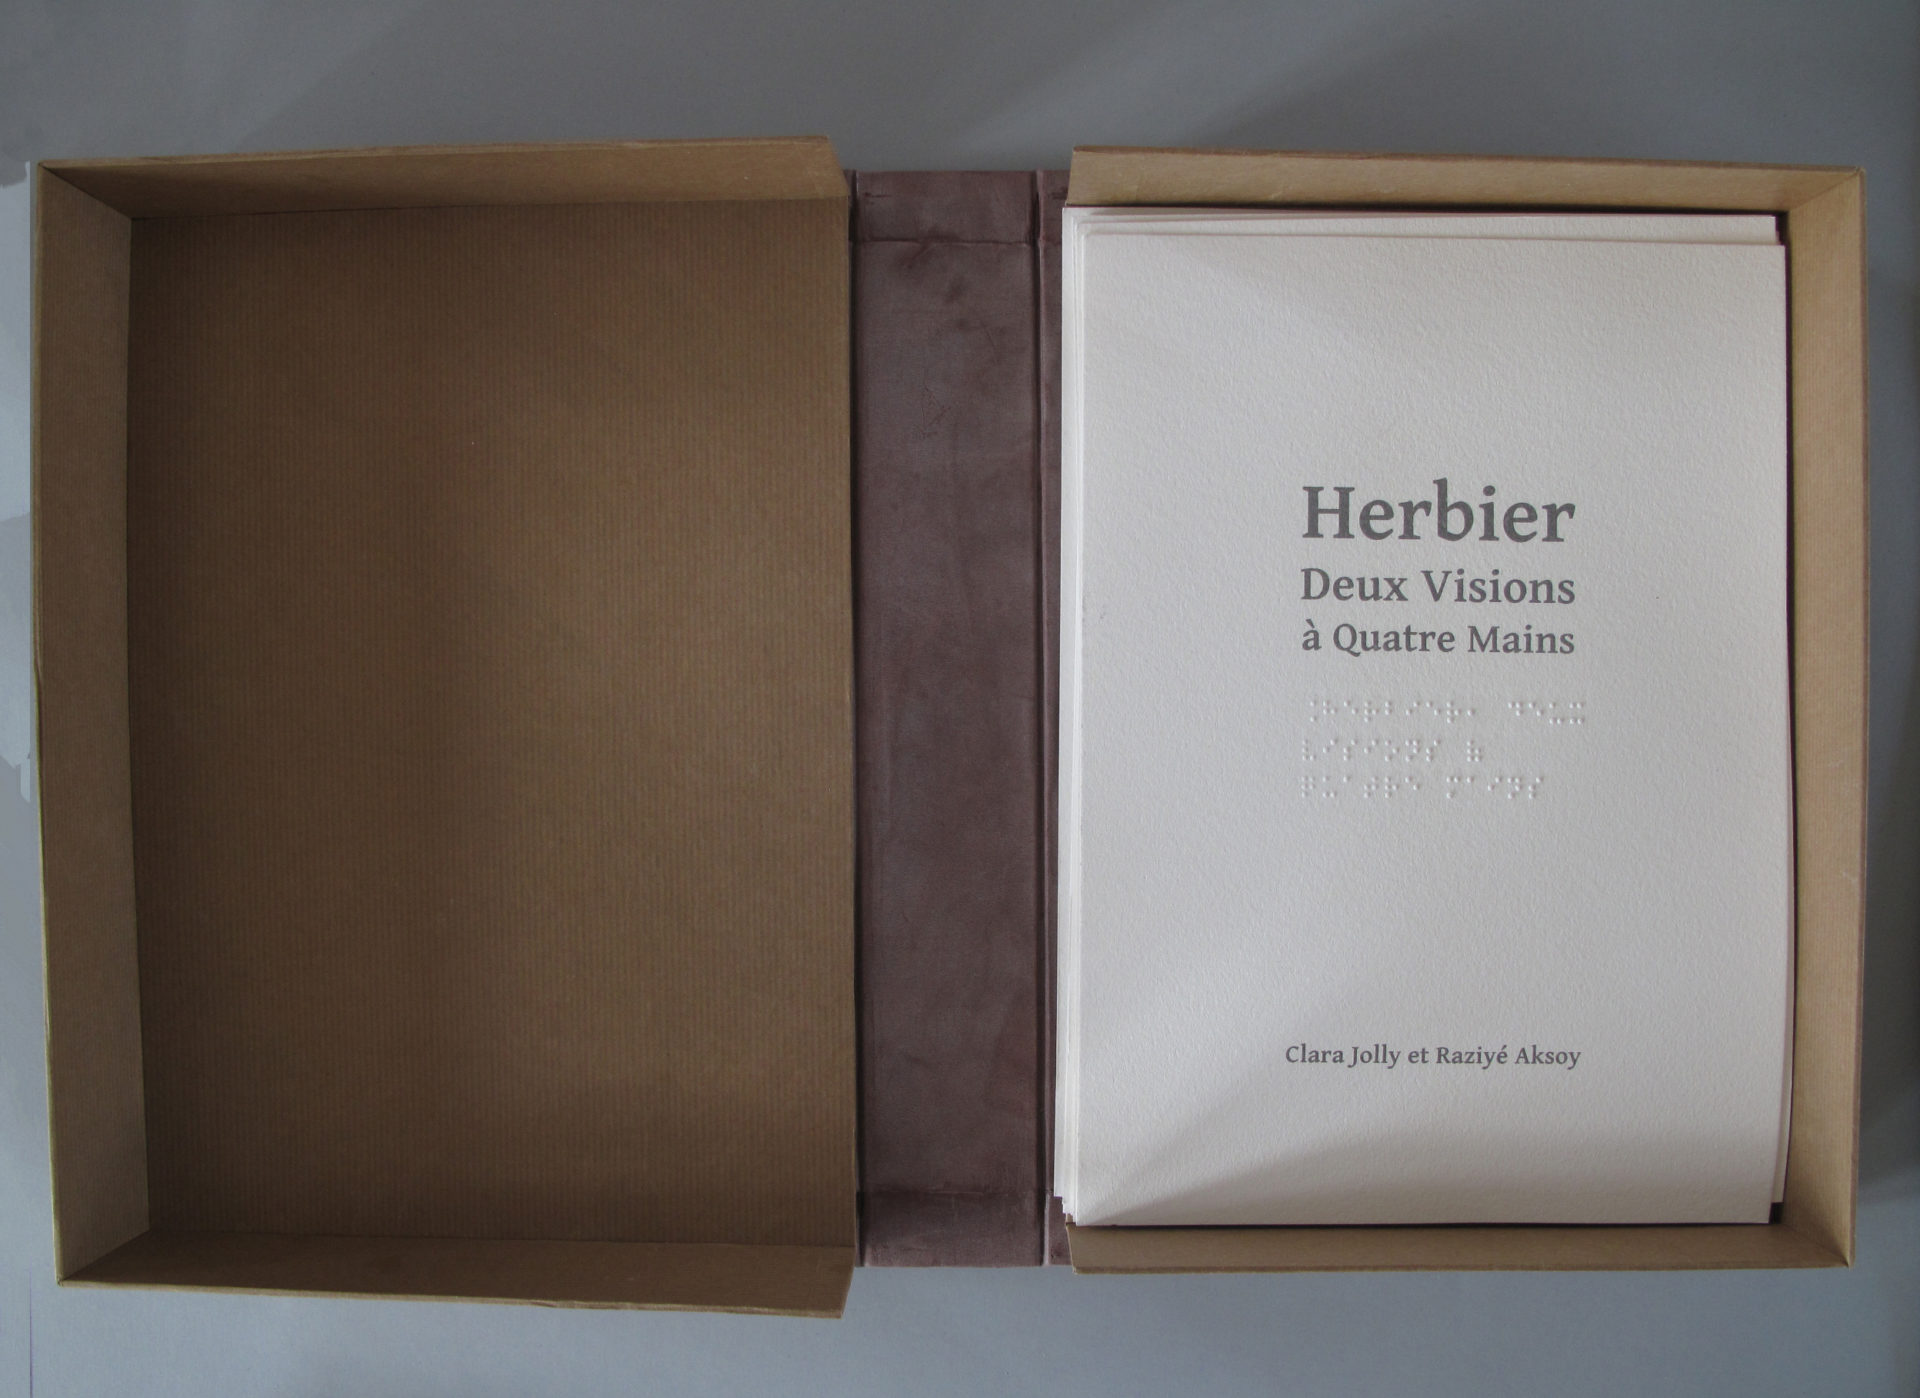 Herbier
Deux Visions
à Quatre Mains
⠨⠓⠑⠗⠃⠊⠑⠗⠂ ⠙⠑⠥⠭
⠧⠊⠎⠊⠕⠝⠎ ⠷
⠟⠥⠁⠞⠗⠑ ⠍⠁⠊⠝⠎
Clara Jolly et Raziyé Aksoy